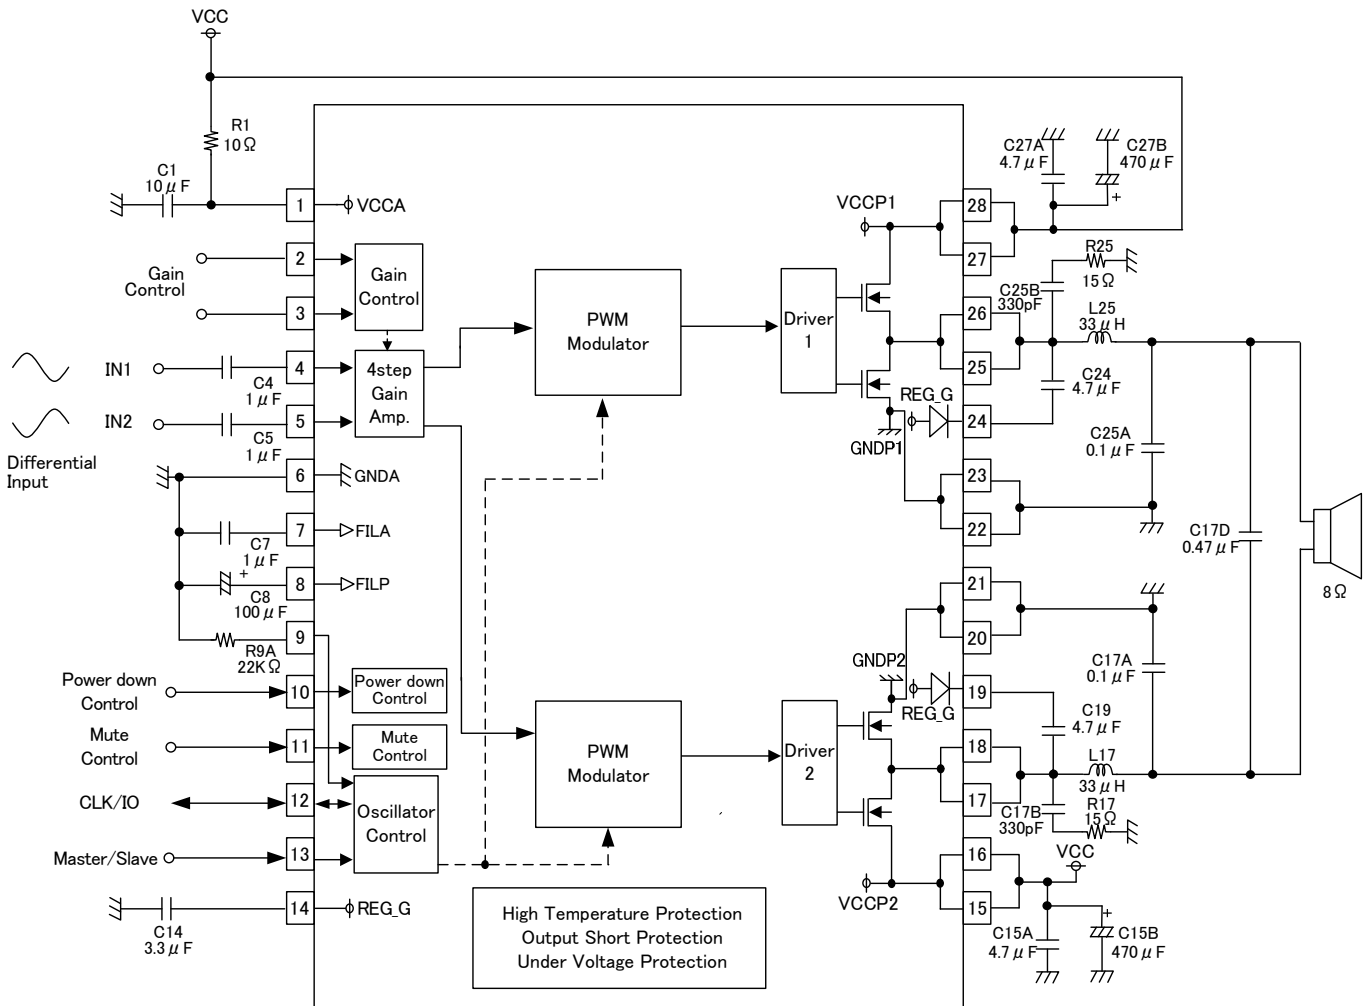 VCC
R1
10Ω
C1
10μF
1
VCCA
2
Gain
Control
3
Gain
Control
IN1
C4
1μF
4
4step
Gain
Amp.
IN2
C5
1μF
5
Differential
Input
6
GNDA
7
FILA
C7
1μF
8
FILP
+
C8
100μF
9
R9A
22KΩ
Power down
Control
10
Power down
Control
Mute
Control
11
Mute
Control
CLK/IO
12
Oscillator
Control
Master/Slave
13
14
REG_G
C14
3.3μF
PWM
Modulator
PWM
Modulator
High Temperature Protection
Output Short Protection
Under Voltage Protection
Driver
1
Driver
2
VCCP1
GNDP1
REG_G
GNDP2
REG_G
VCCP2
28
27
26
25
24
23
22
21
20
19
18
17
16
15
C27A
4.7μF
C27B
470μF
+
R25
15Ω
C25B
330pF
L25
33μH
C24
4.7μF
C25A
0.1μF
C17D
0.47μF
8Ω
C17A
0.1μF
C19
4.7μF
L17
33μH
C17B
330pF
R17
15Ω
VCC
C15A
4.7μF
+
C15B
470μF